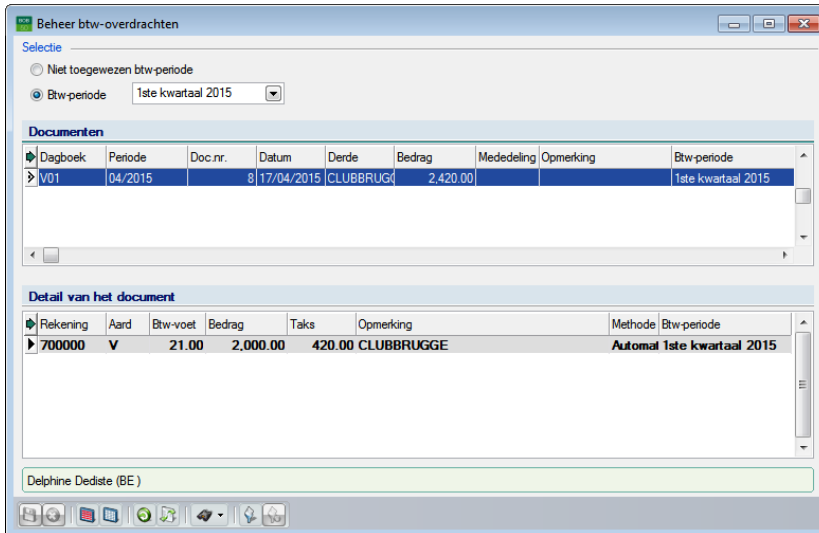 Beheer btw-overdrachten
Selectie
Niet toegewezen btw-periode
Btw-periode 1ste kwartaal 2015
Documenten
Dagboek Periode Doc.nr. Datum Derde Bedrag Mededeling Opmerking Btw-periode
V01 04/2015 8 17/04/2015 CLUBBRUGG 2,420.00 1ste kwartaal 2015
Detail van het document
Rekening Aard Btw-voet Bedrag Taks Opmerking Methode Btw-periode
700000 V 21.00 2,000.00 420.00 CLUBBRUGGE Automat 1ste kwartaal 2015
Delphine Dediste (BE )